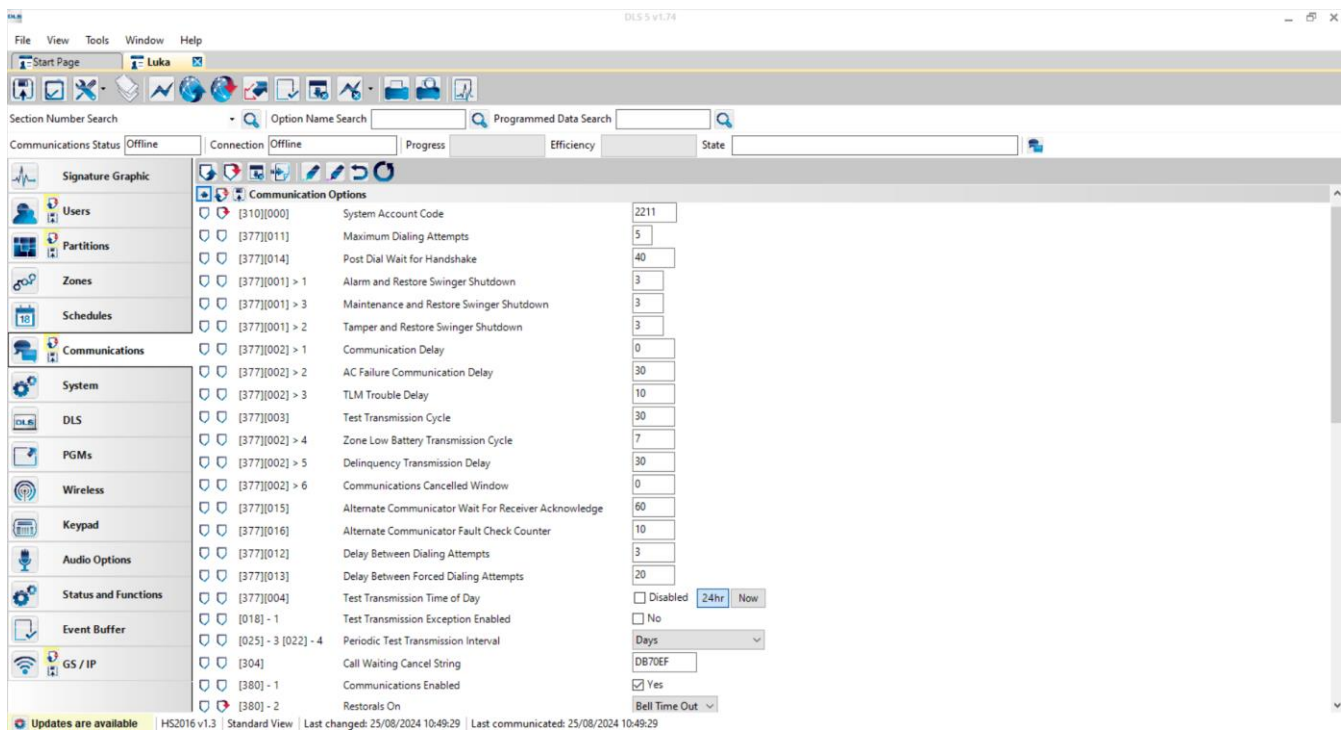 DLS 5 v1.74
File View Tools Window Help
Start Page Luka
Section Number Search Option Name Search Programmed Data Search
Communications Status Offline Connection Offline Progress Efficiency State
Signature Graphic
Users
Partitions
Zones
18 Schedules
Communications
System
DLS DLS
PGMs
Wireless
Keypad
Audio Options
Status and Functions
Event Buffer
GS / IP
Communication Options
[310][000] System Account Code 2211
[377][011] Maximum Dialing Attempts 5
[377][014] Post Dial Wait for Handshake 40
[377][001] > 1 Alarm and Restore Swinger Shutdown 3
[377][001] > 3 Maintenance and Restore Swinger Shutdown 3
[377][001] > 2 Tamper and Restore Swinger Shutdown 3
[377][002] > 1 Communication Delay 0
[377][002] > 2 AC Failure Communication Delay 30
[377][002] > 3 TLM Trouble Delay 10
[377][003] Test Transmission Cycle 30
[377][002] > 4 Zone Low Battery Transmission Cycle 7
[377][002] > 5 Delinquency Transmission Delay 30
[377][002] > 6 Communications Cancelled Window 0
[377][015] Alternate Communicator Wait For Receiver Acknowledge 60
[377][016] Alternate Communicator Fault Check Counter 10
[377][012] Delay Between Dialing Attempts 3
[377][013] Delay Between Forced Dialing Attempts 20
[377][004] Test Transmission Time of Day Disabled 24hr Now
[018] - 1 Test Transmission Exception Enabled No
[025] - 3 [022] - 4 Periodic Test Transmission Interval Days
[304] Call Waiting Cancel String DB70EF
[380] - 1 Communications Enabled Yes
[380] - 2 Restorals On Bell Time Out
Updates are available HS2016 v1.3 Standard View Last changed: 25/08/2024 10:49:29 Last communicated: 25/08/2024 10:49:29